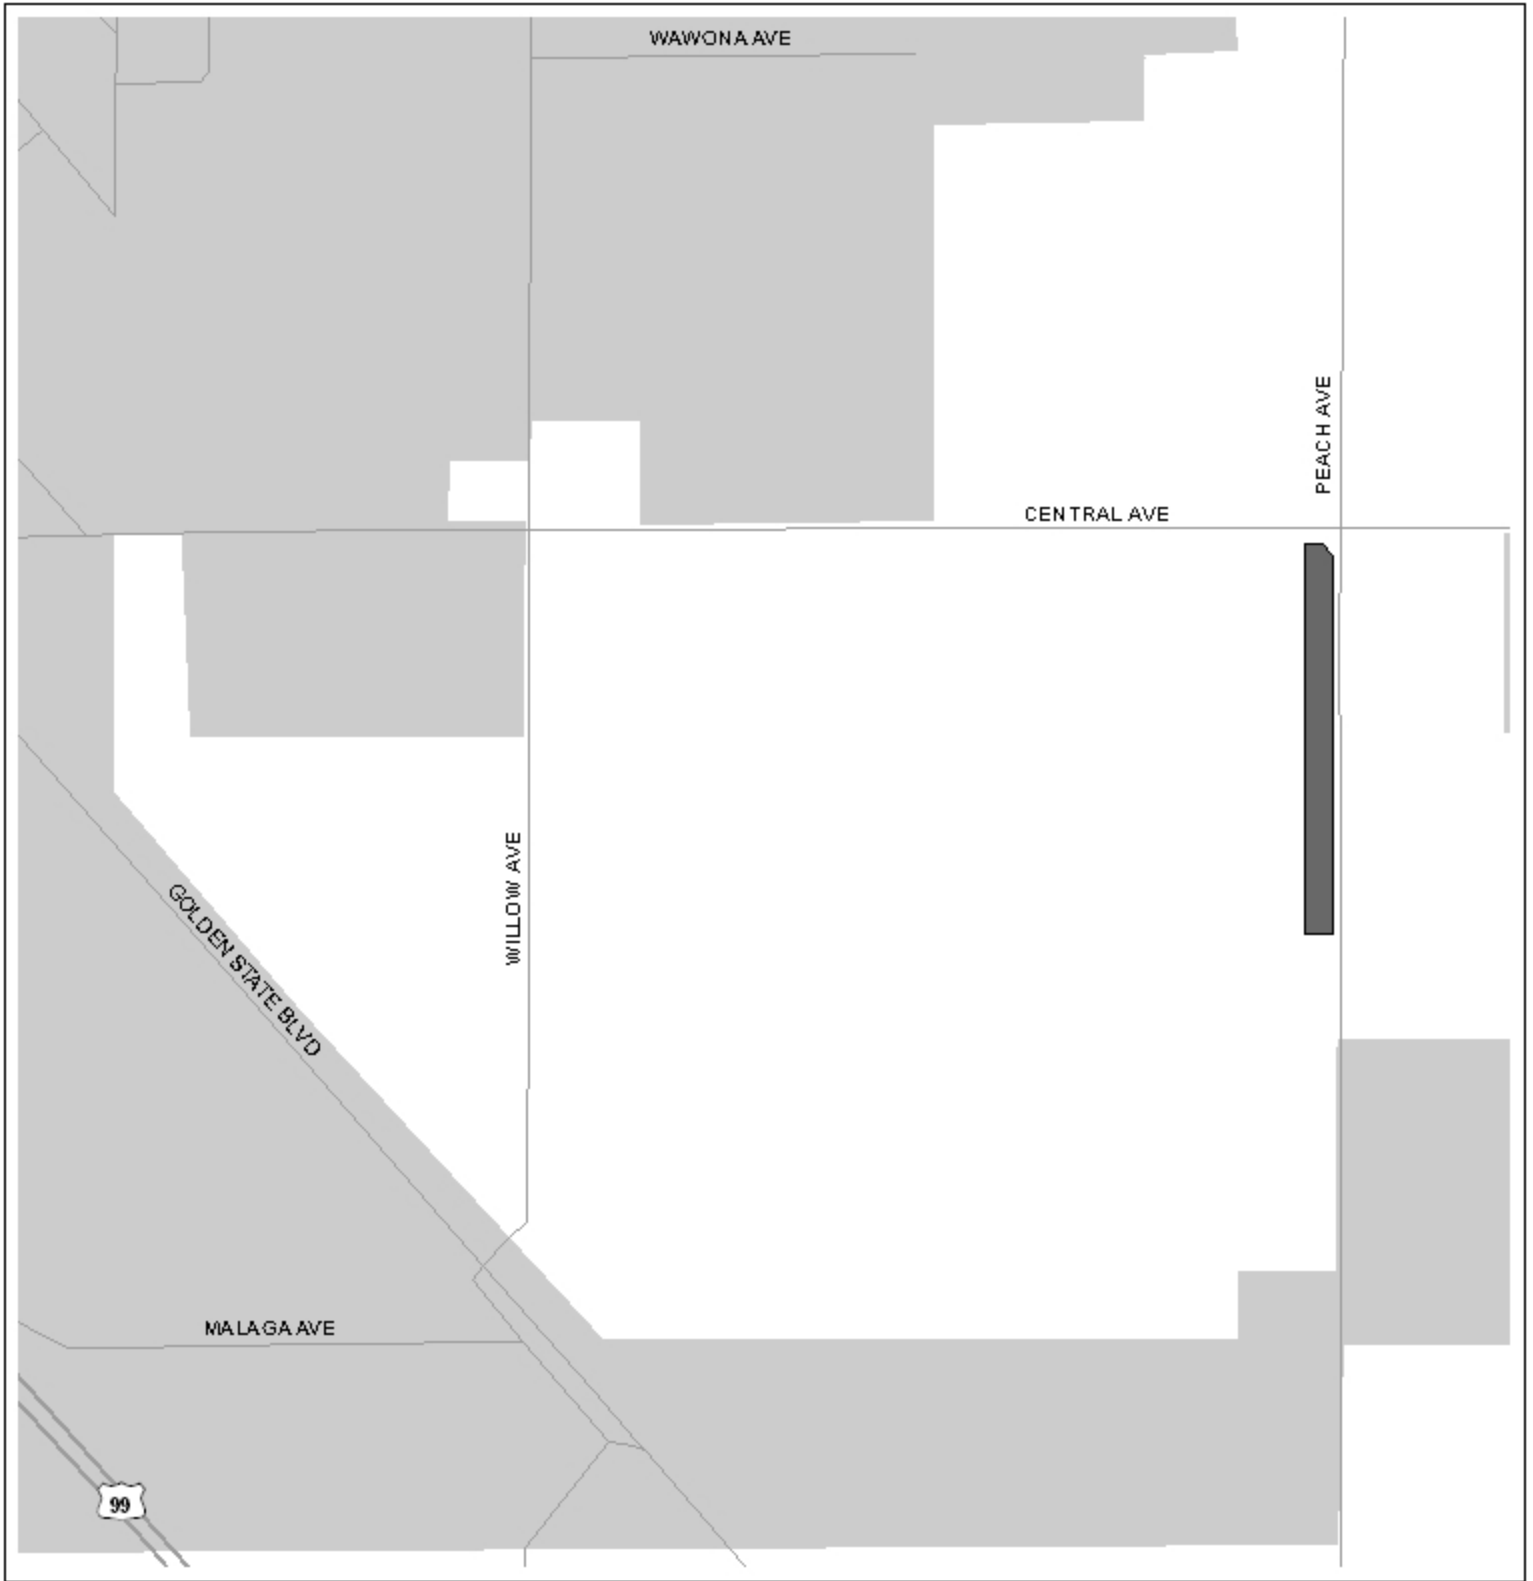 WAWONA AVE
PEACH AVE
CENTRAL AVE
WILLOW AVE
GOLDEN STATE BLVD
MALAGA AVE
99